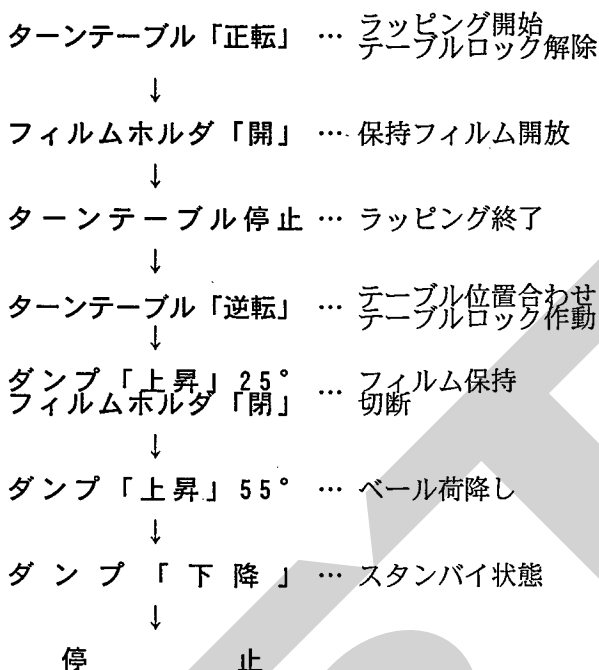 ターンテーブル「正転」 … ラッピング開始
テーブルロック解除
↓
フィルムホルダ「開」 … 保持フィルム開放
↓
ターンテーブル停止 … ラッピング終了
↓
ターンテーブル「逆転」 … テーブル位置合わせ
テーブルロック作動
↓
ダンプ「上昇」25° … フィルム保持
フィルムホルダ「閉」 切断
↓
ダンプ「上昇」55° … ベール荷降し
↓
ダンプ「下降」 … スタンバイ状態
↓
停止